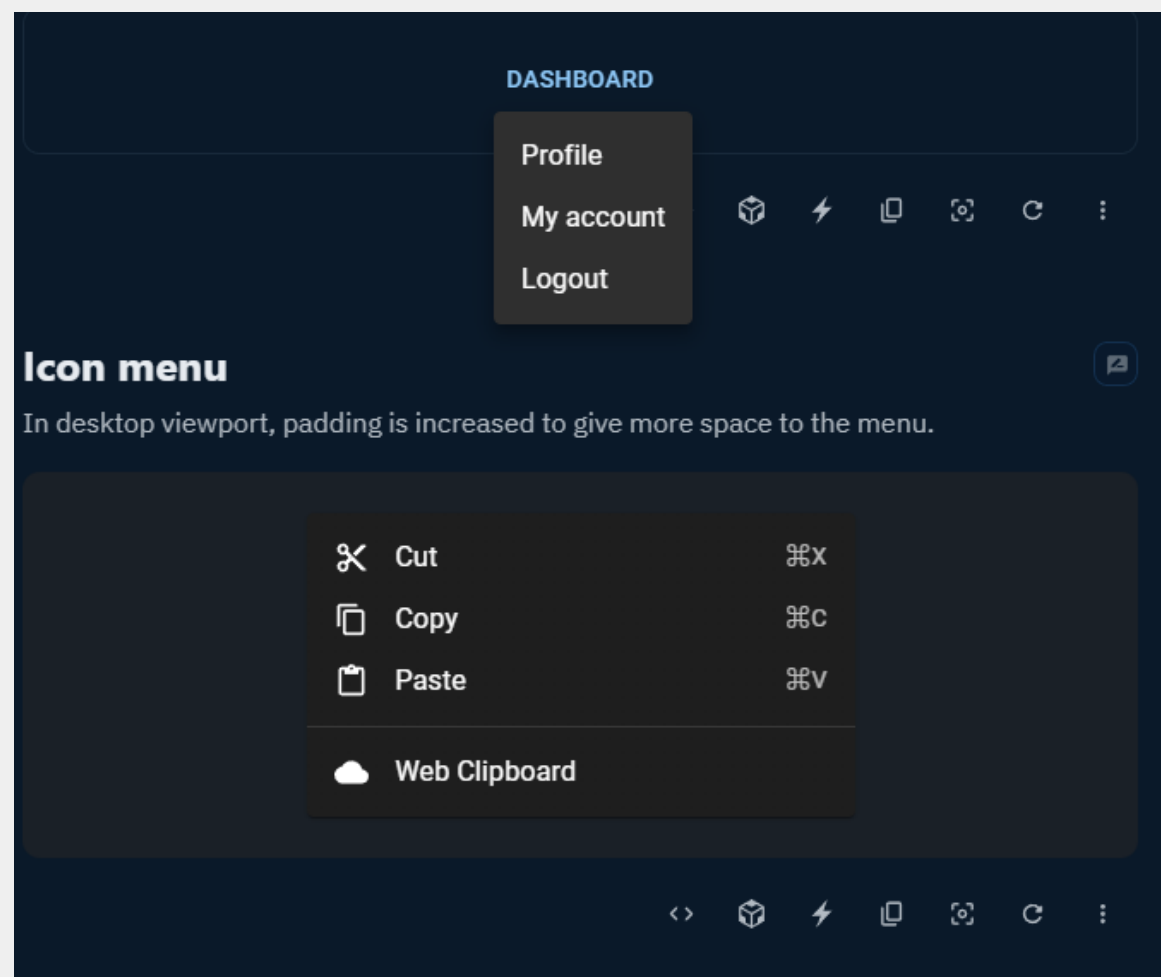 DASHBOARD
Profile
My account
Logout
Icon menu
In desktop viewport, padding is increased to give more space to the menu.
Cut ⌘X
Copy ⌘C
Paste ⌘V
Web Clipboard